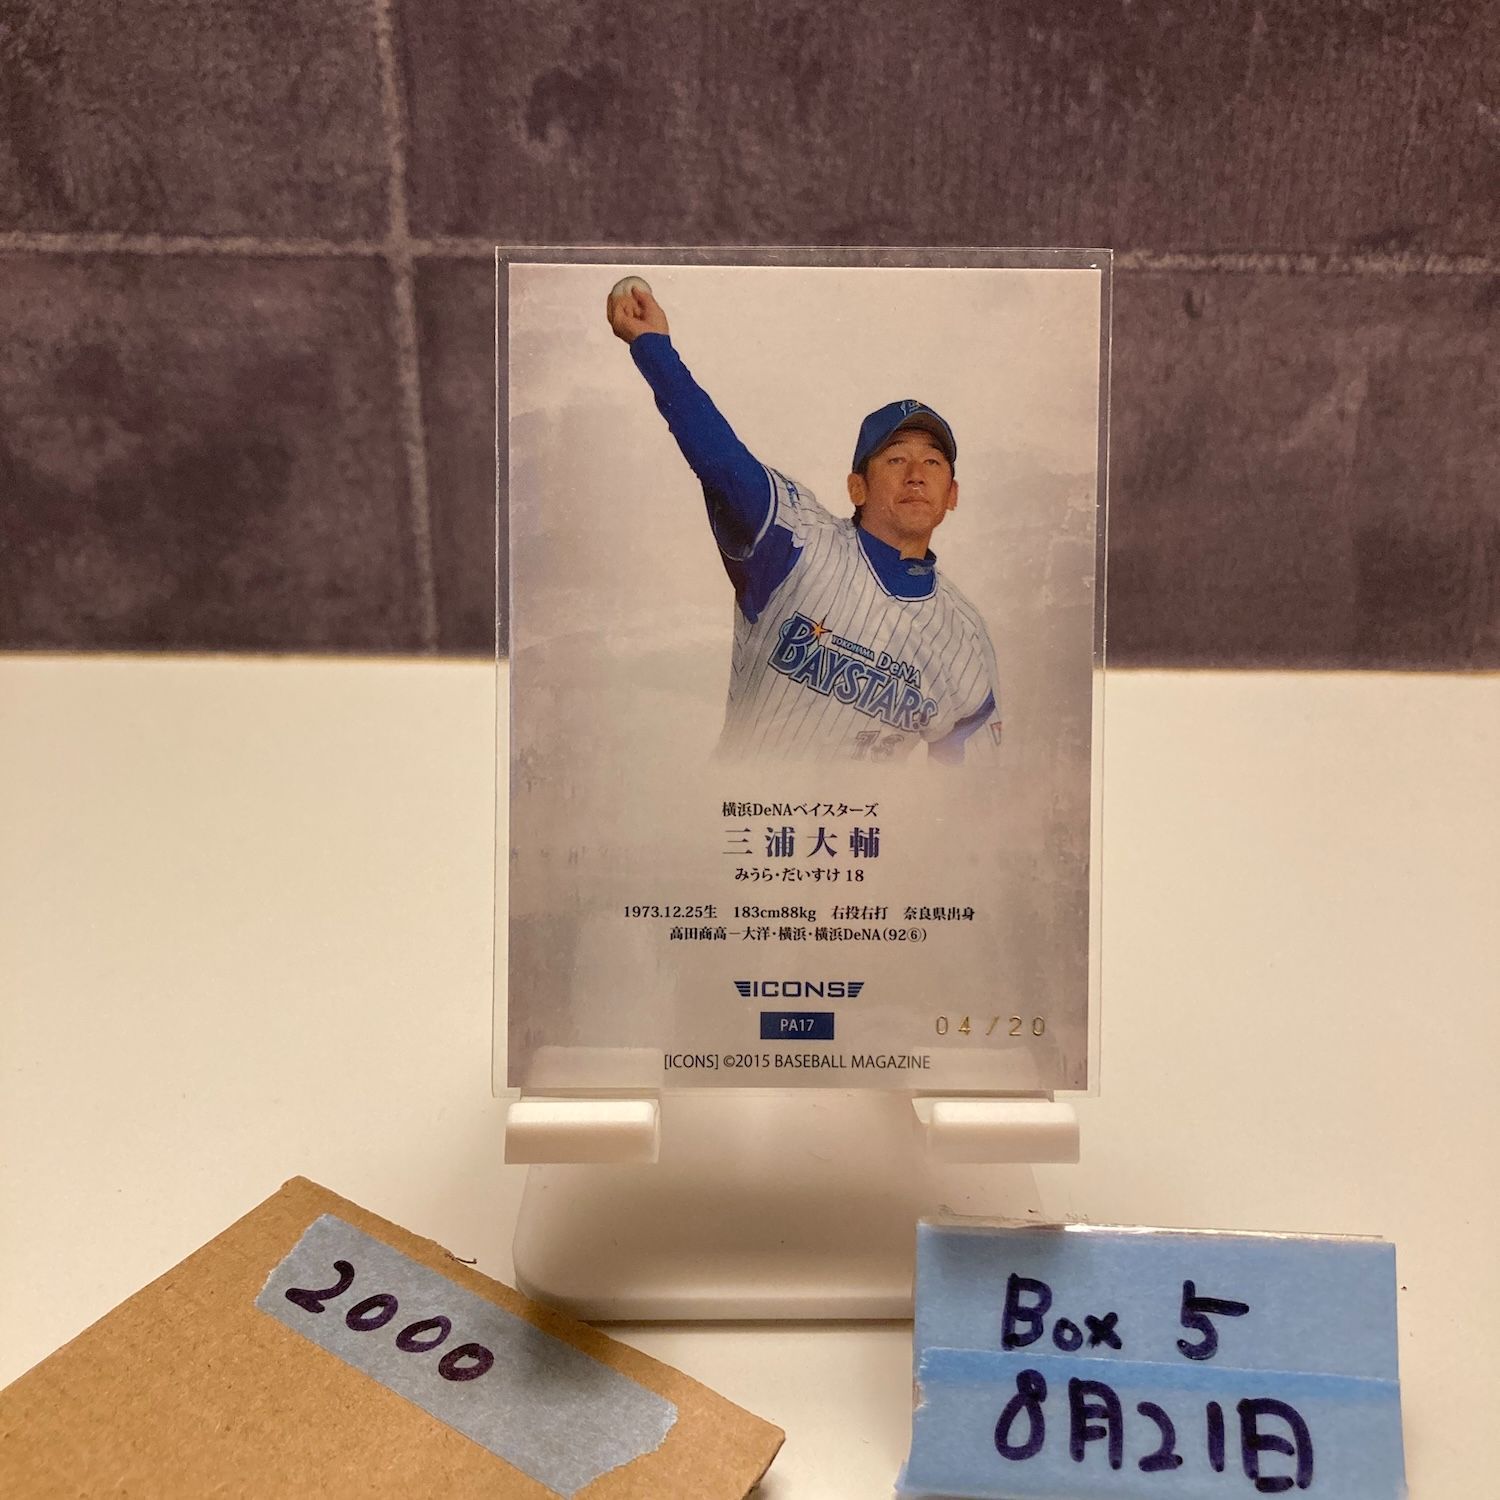 YOKOHAMA DeNA
BAYSTARS
18
横浜DeNAベイスターズ
三浦大輔
みうら・だいすけ 18
1973.12.25生 183cm88kg 右投右打 奈良県出身
高田商高－大洋・横浜・横浜DeNA(92⑥)
ICONS
PA17
04/20
[ICONS] ©2015 BASEBALL MAGAZINE
2000
Box 5
8月21日